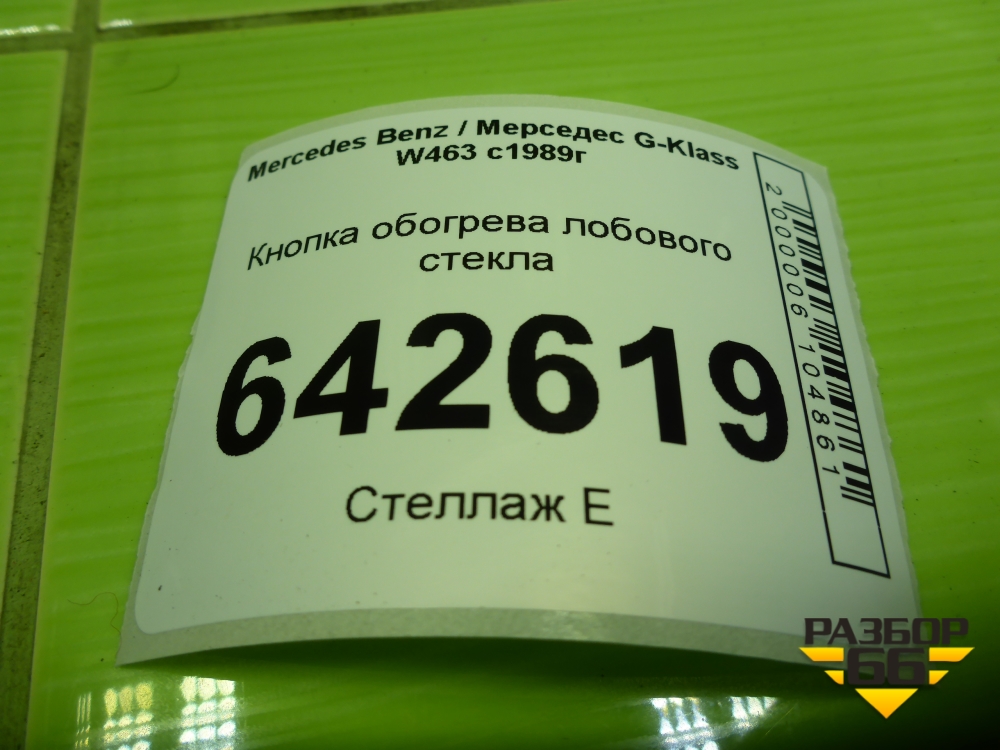 Mercedes Benz / Мерседес G-Klass
W463 с1989г
Кнопка обогрева лобового
стекла
642619
Стеллаж Е
2000006104861
РАЗБОР
66